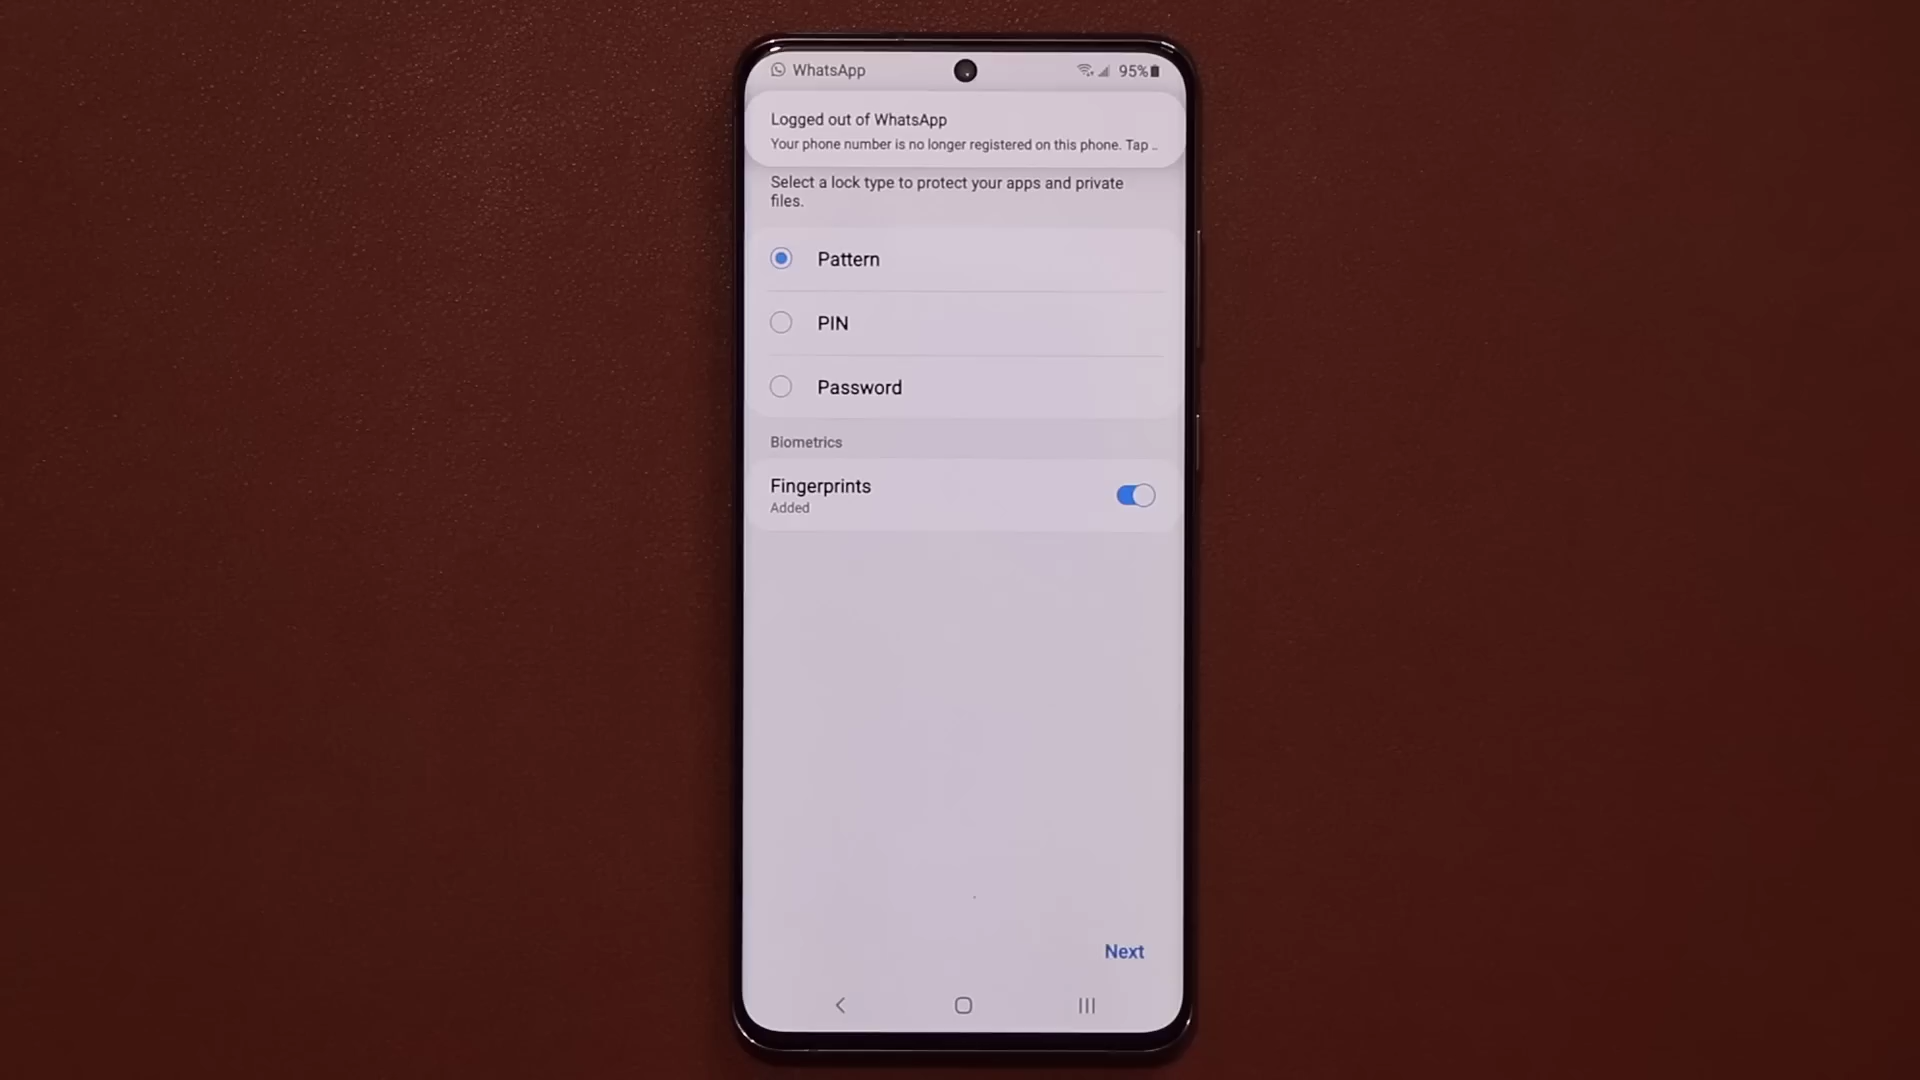 WhatsApp
95%
Logged out of WhatsApp
Your phone number is no longer registered on this phone. Tap ..
Select a lock type to protect your apps and private
files.
Pattern
PIN
Password
Biometrics
Fingerprints
Added
Next